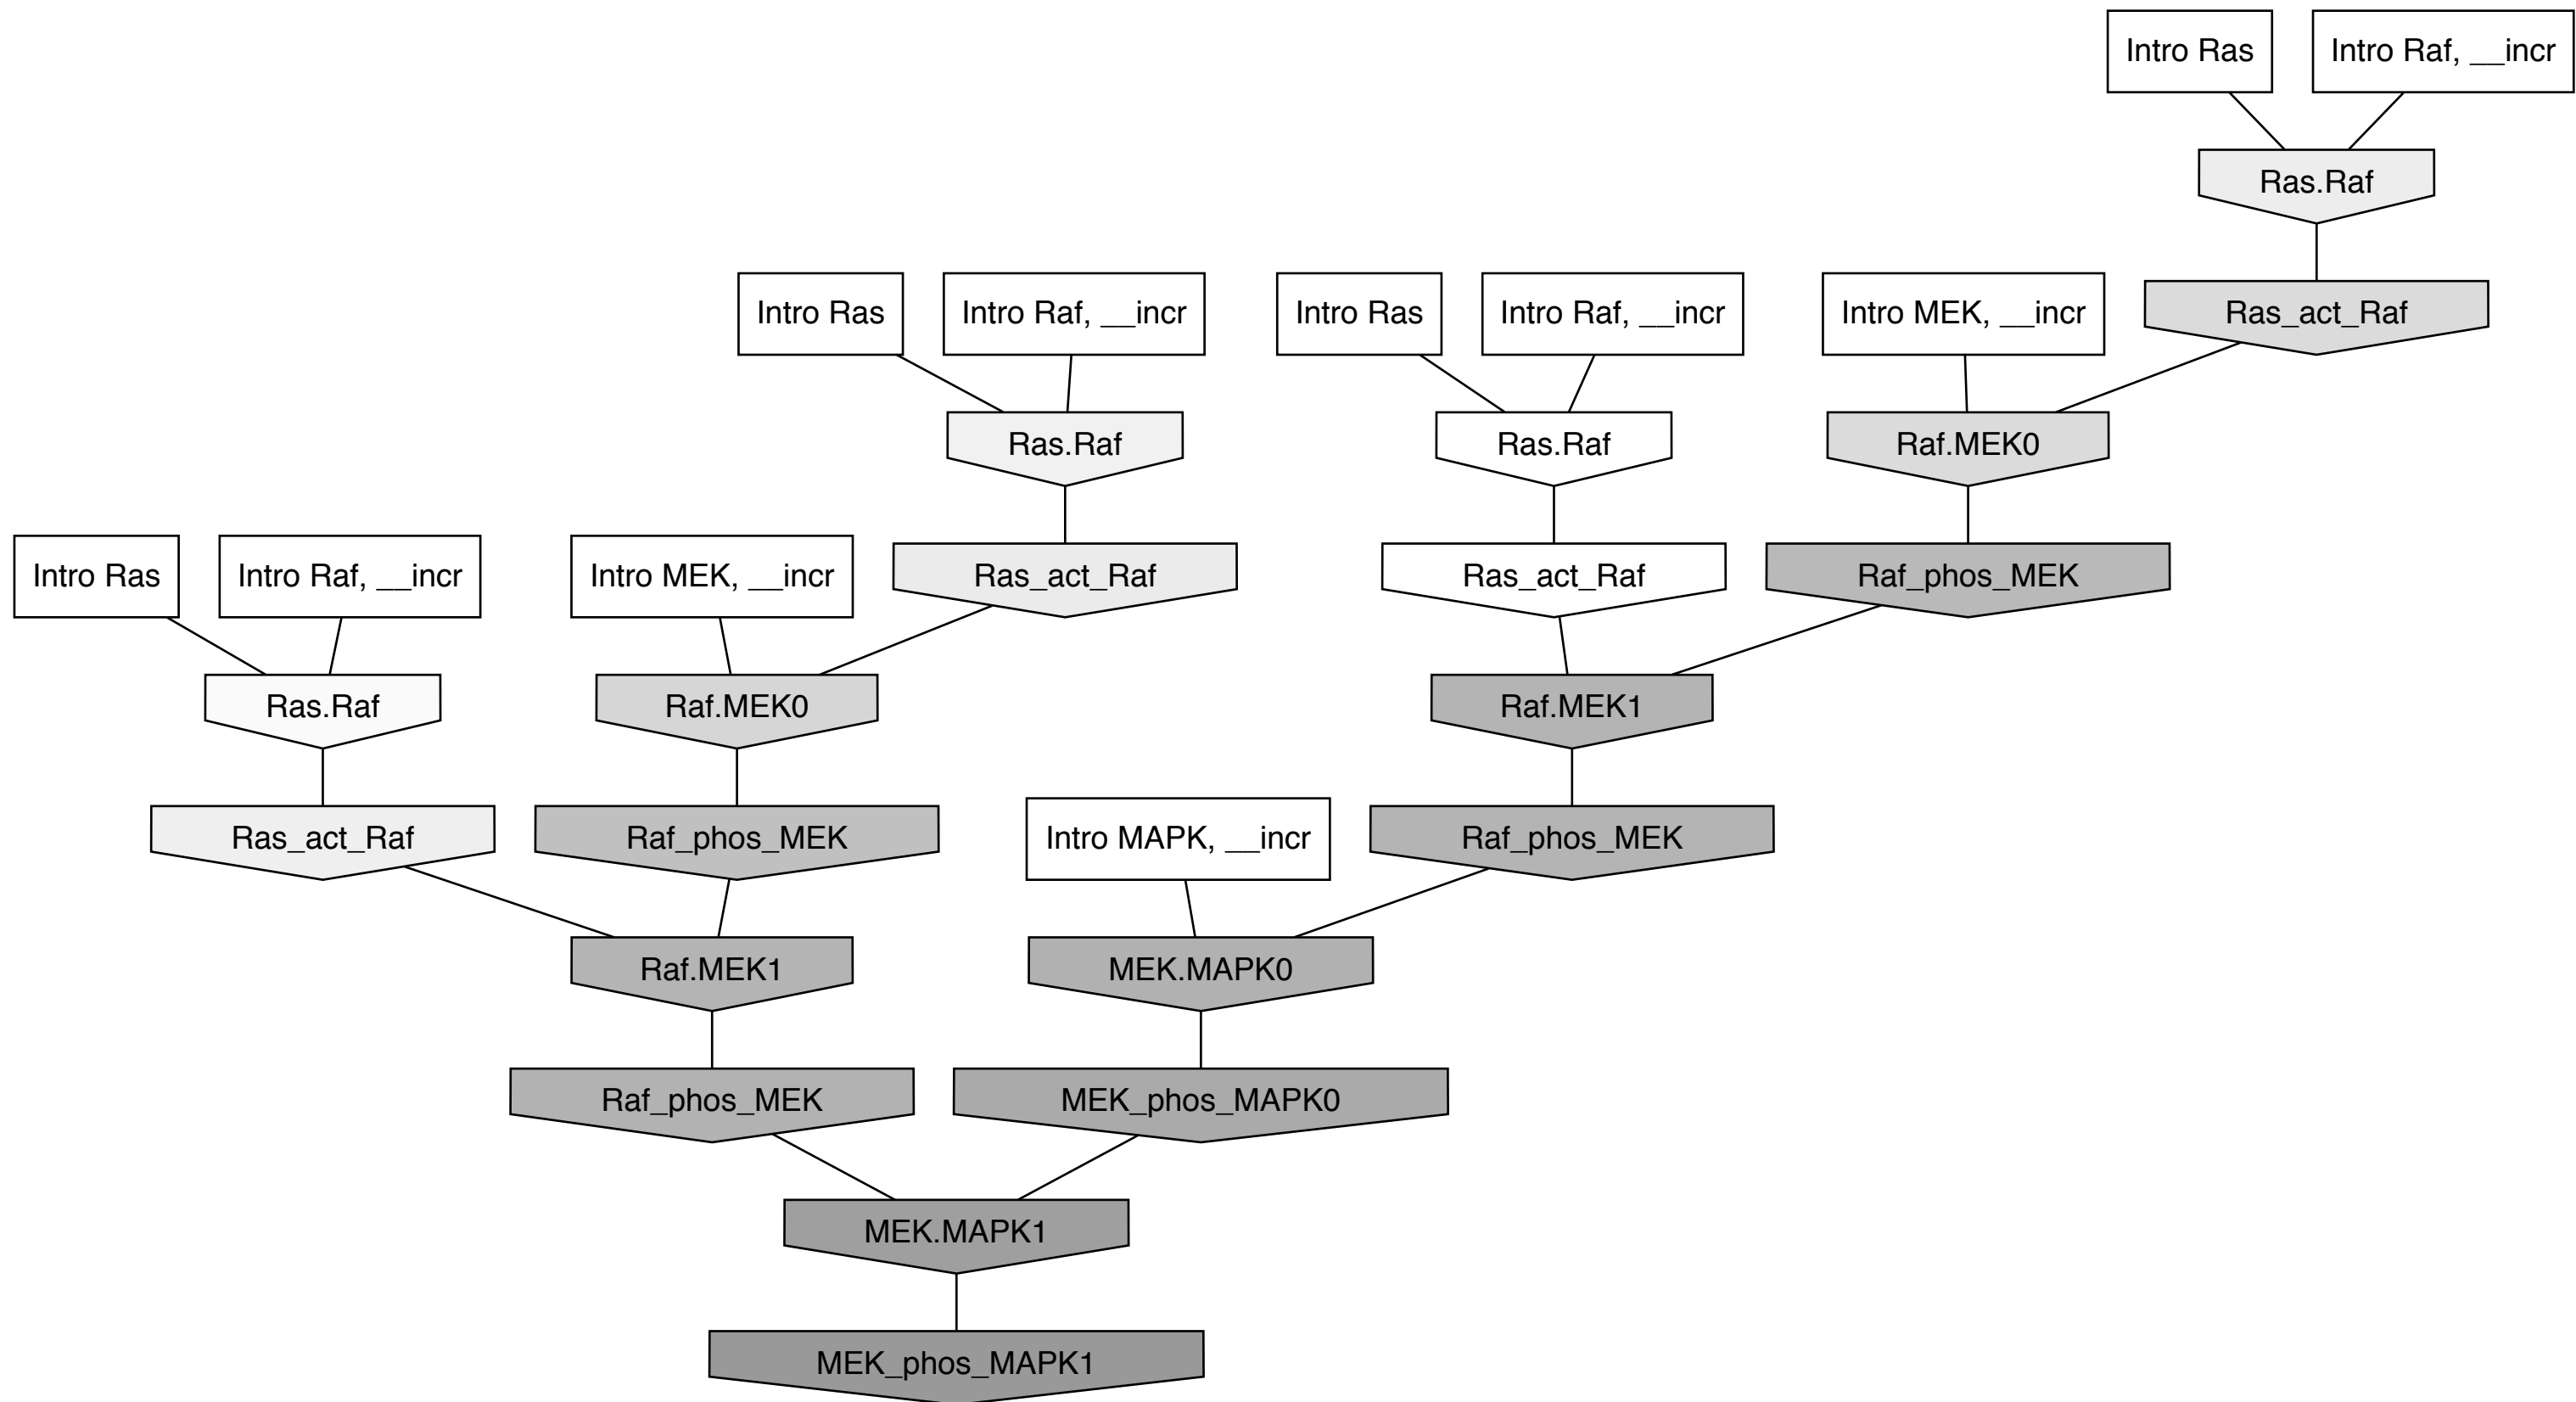 Intro Ras
Intro Raf, __incr
Ras.Raf
Intro Ras
Intro Raf, __incr
Intro Ras
Intro Raf, __incr
Intro MEK, __incr
Ras_act_Raf
Ras.Raf
Ras.Raf
Raf.MEK0
Intro Ras
Intro Raf, __incr
Intro MEK, __incr
Ras_act_Raf
Ras_act_Raf
Raf_phos_MEK
Ras.Raf
Raf.MEK0
Raf.MEK1
Ras_act_Raf
Raf_phos_MEK
Intro MAPK, __incr
Raf_phos_MEK
Raf.MEK1
MEK.MAPK0
Raf_phos_MEK
MEK_phos_MAPK0
MEK.MAPK1
MEK_phos_MAPK1